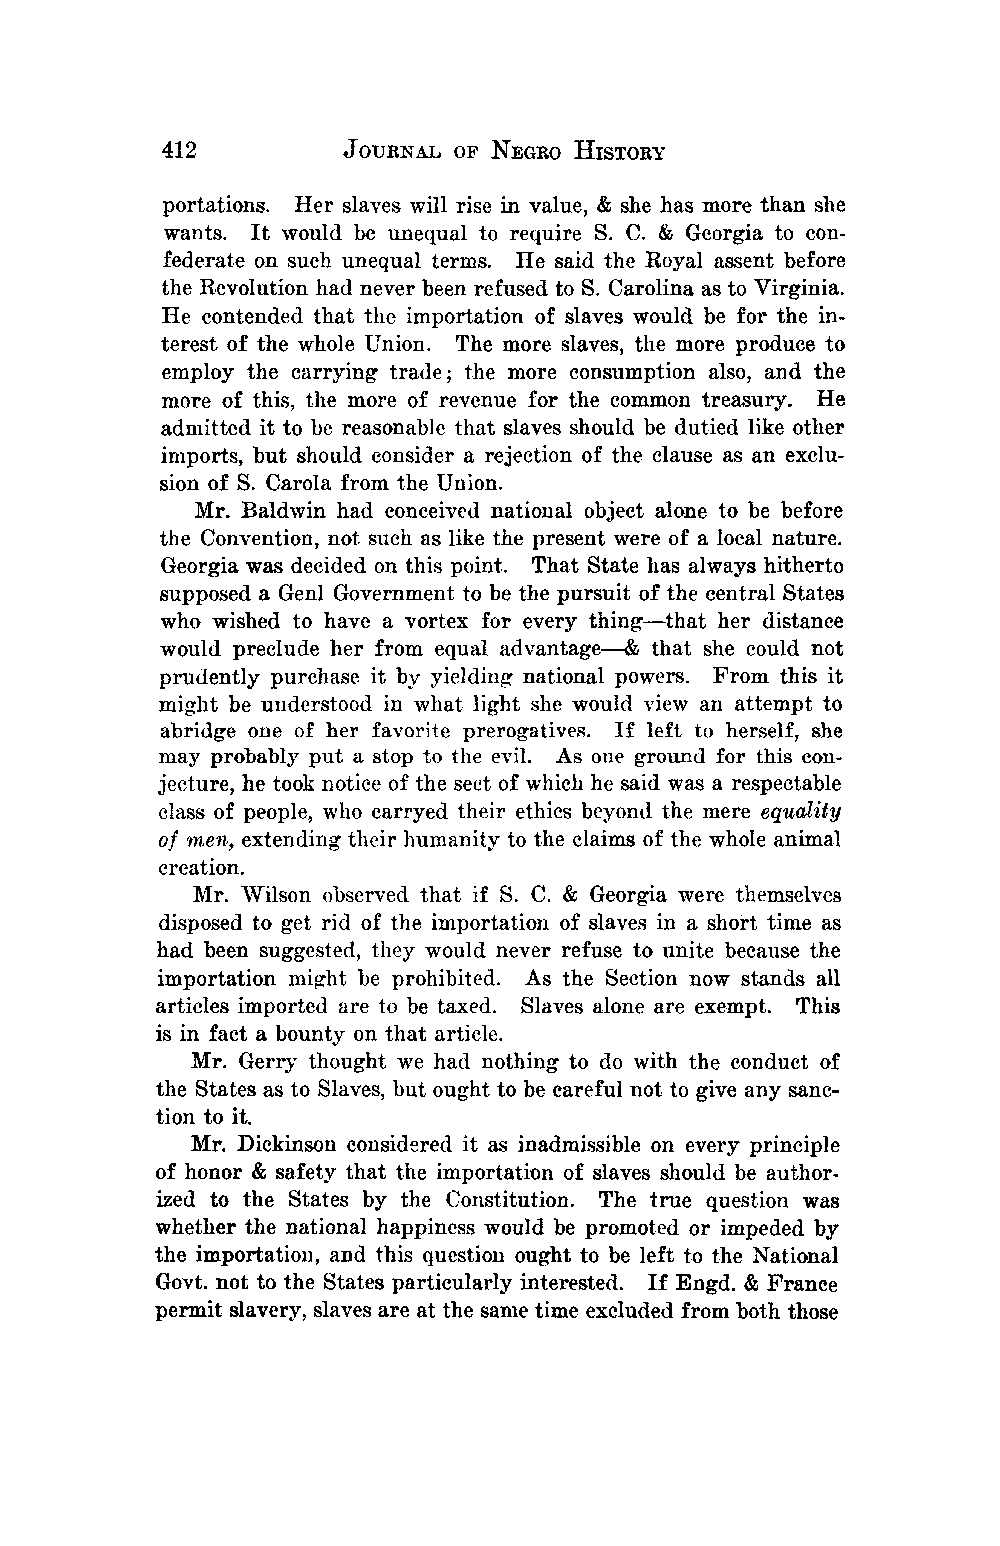 412 JOURNAL OF NEGRO HISTORY
portations. Her slaves will rise in value, & she has more than she
wants. It would be unequal to require S. C. & Georgia to con-
federate on such unequal terms. He said the Royal assent before
the Revolution had never been refused to S. Carolina as to Virginia.
He contended that the importation of slaves would be for the in-
terest of the whole Union. The more slaves, the more produce to
employ the carrying trade; the more consumption also, and the
more of this, the more of revenue for the common treasury. He
admitted it to be reasonable that slaves should be dutied like other
imports, but should consider a rejection of the clause as an exclu-
sion of S. Carola from the Union.
Mr. Baldwin had conceived national object alone to be before
the Convention, not such as like the present were of a local nature.
Georgia was decided on this point. That State has always hitherto
supposed a Genl Government to be the pursuit of the central States
who wished to have a vortex for every thing—that her distance
would preclude her from equal advantage—& that she could not
prudently purchase it by yielding national powers. From this it
might be understood in what light she would view an attempt to
abridge one of her favorite prerogatives. If left to herself, she
may probably put a stop to the evil. As one ground for this con-
jecture, he took notice of the sect of which he said was a respectable
class of people, who carryed their ethics beyond the mere equality
of men, extending their humanity to the claims of the whole animal
creation.
Mr. Wilson observed that if S. C. & Georgia were themselves
disposed to get rid of the importation of slaves in a short time as
had been suggested, they would never refuse to unite because the
importation might be prohibited. As the Section now stands all
articles imported are to be taxed. Slaves alone are exempt. This
is in fact a bounty on that article.
Mr. Gerry thought we had nothing to do with the conduct of
the States as to Slaves, but ought to be careful not to give any sanc-
tion to it.
Mr. Dickinson considered it as inadmissible on every principle
of honor & safety that the importation of slaves should be author-
ized to the States by the Constitution. The true question was
whether the national happiness would be promoted or impeded by
the importation, and this question ought to be left to the National
Govt. not to the States particularly interested. If Engd. & France
permit slavery, slaves are at the same time excluded from both those